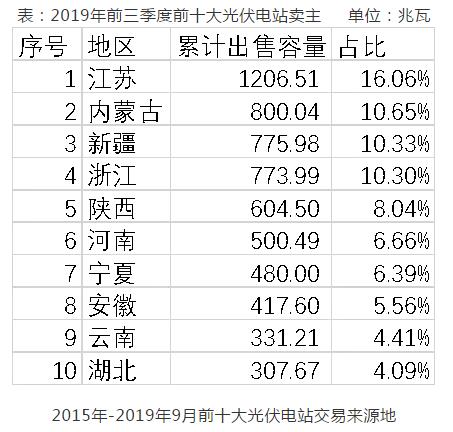 表：2019年前三季度前十大光伏电站卖主 单位：兆瓦
序号 地区 累计出售容量 占比
1 江苏 1206.51 16.06%
2 内蒙古 800.04 10.65%
3 新疆 775.98 10.33%
4 浙江 773.99 10.30%
5 陕西 604.50 8.04%
6 河南 500.49 6.66%
7 宁夏 480.00 6.39%
8 安徽 417.60 5.56%
9 云南 331.21 4.41%
10 湖北 307.67 4.09%
2015年-2019年9月前十大光伏电站交易来源地